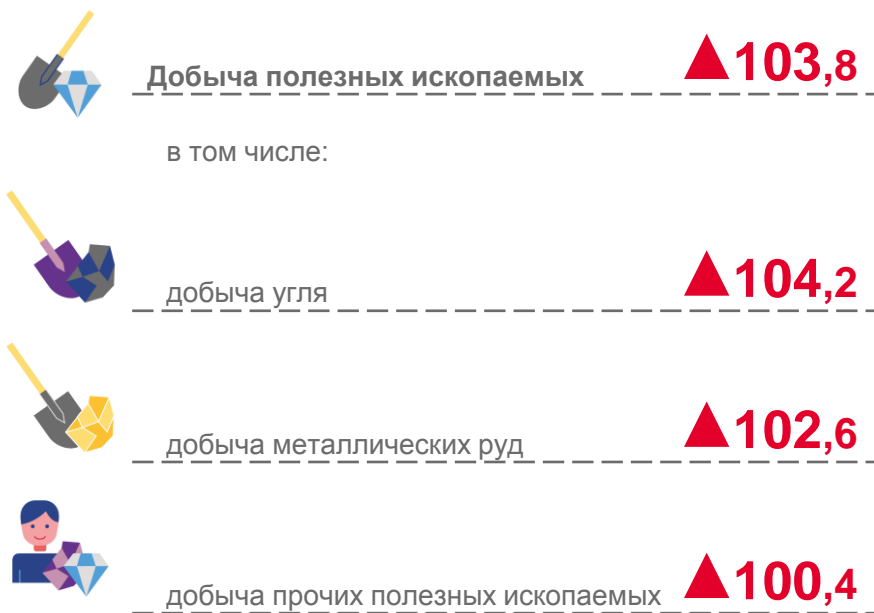 Добыча полезных ископаемых ▲103,8
в том числе:
добыча угля ▲104,2
добыча металлических руд ▲102,6
добыча прочих полезных ископаемых ▲100,4